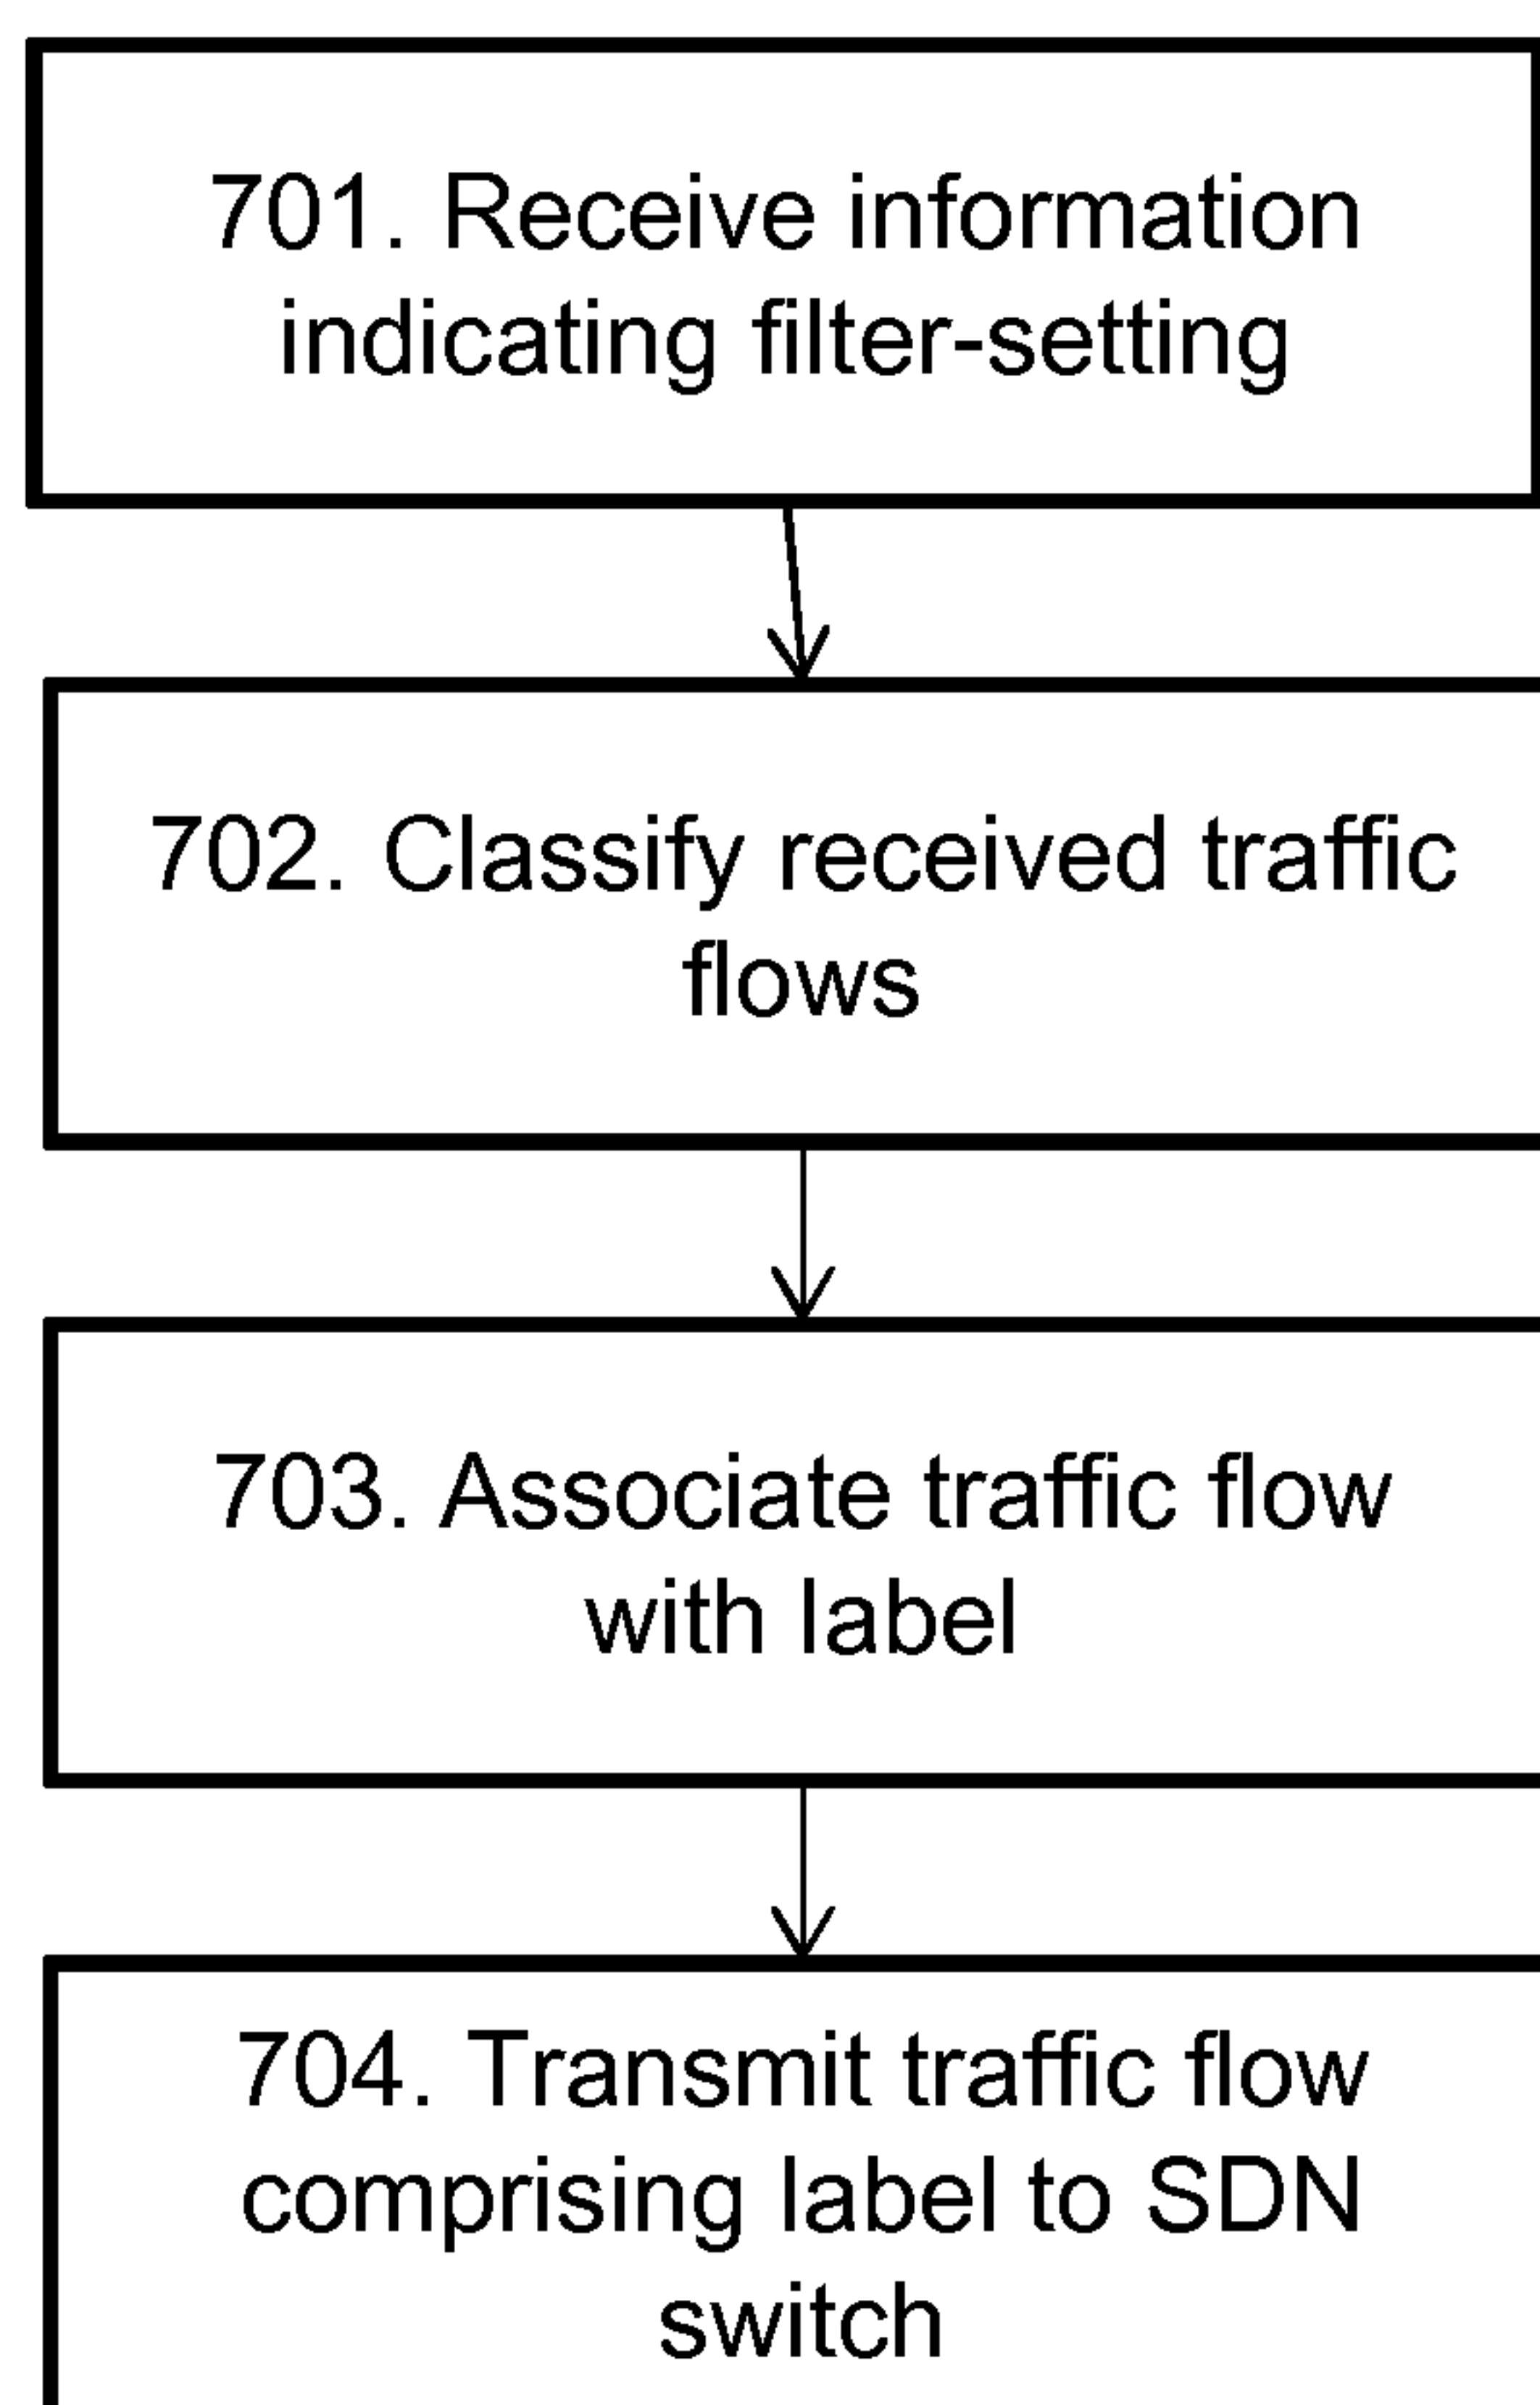 701. Receive information
indicating filter-setting
702. Classify received traffic
flows
703. Associate traffic flow
with label
704. Transmit traffic flow
comprising label to SDN
switch